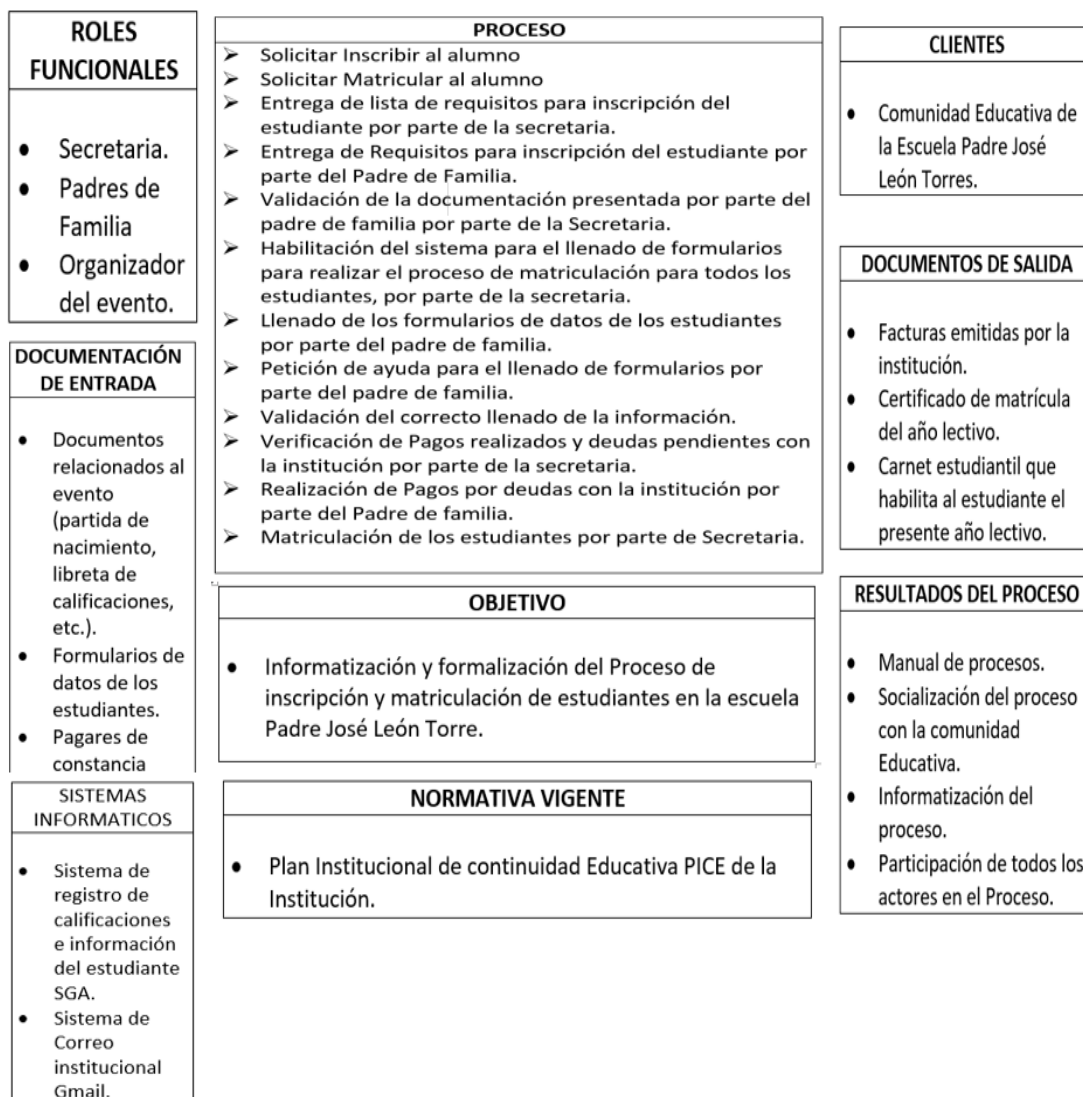 ROLES
FUNCIONALES
• Secretaria.
• Padres de
Familia
• Organizador
del evento.
DOCUMENTACIÓN
DE ENTRADA
• Documentos
relacionados al
evento
(partida de
nacimiento,
libreta de
calificaciones,
etc.).
• Formularios de
datos de los
estudiantes.
• Pagares de
constancia
SISTEMAS
INFORMATICOS
• Sistema de
registro de
calificaciones
e información
del estudiante
SGA.
• Sistema de
Correo
institucional
Gmail.
PROCESO
➢ Solicitar Inscribir al alumno
➢ Solicitar Matricular al alumno
➢ Entrega de lista de requisitos para inscripción del
estudiante por parte de la secretaria.
➢ Entrega de Requisitos para inscripción del estudiante por
parte del Padre de Familia.
➢ Validación de la documentación presentada por parte del
padre de familia por parte de la Secretaria.
➢ Habilitación del sistema para el llenado de formularios
para realizar el proceso de matriculación para todos los
estudiantes, por parte de la secretaria.
➢ Llenado de los formularios de datos de los estudiantes
por parte del padre de familia.
➢ Petición de ayuda para el llenado de formularios por
parte del padre de familia.
➢ Validación del correcto llenado de la información.
➢ Verificación de Pagos realizados y deudas pendientes con
la institución por parte de la secretaria.
➢ Realización de Pagos por deudas con la institución por
parte del Padre de familia.
➢ Matriculación de los estudiantes por parte de Secretaria.
OBJETIVO
• Informatización y formalización del Proceso de
inscripción y matriculación de estudiantes en la escuela
Padre José León Torre.
NORMATIVA VIGENTE
• Plan Institucional de continuidad Educativa PICE de la
Institución.
CLIENTES
• Comunidad Educativa de
la Escuela Padre José
León Torres.
DOCUMENTOS DE SALIDA
• Facturas emitidas por la
institución.
• Certificado de matrícula
del año lectivo.
• Carnet estudiantil que
habilita al estudiante el
presente año lectivo.
RESULTADOS DEL PROCESO
• Manual de procesos.
• Socialización del proceso
con la comunidad
Educativa.
• Informatización del
proceso.
• Participación de todos los
actores en el Proceso.